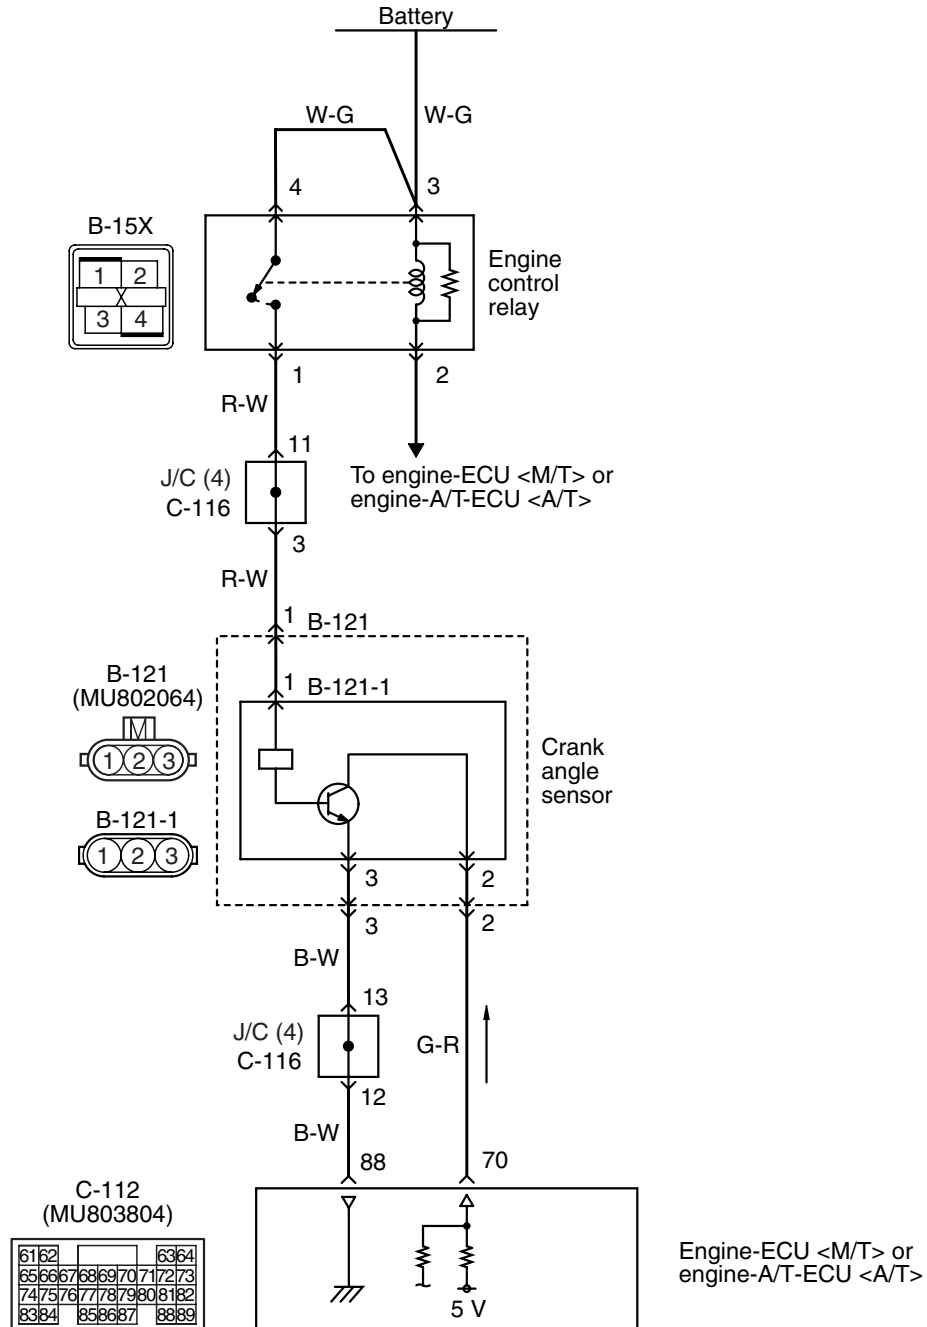 Battery
W-G
W-G
4
3
B-15X
1 2
3 4
Engine
control
relay
1
2
R-W
11
J/C (4)
C-116
To engine-ECU <M/T> or
engine-A/T-ECU <A/T>
3
R-W
1
B-121
B-121
(MU802064)
1 2 3
1
B-121-1
Crank
angle
sensor
B-121-1
1 2 3
3
2
3
2
B-W
13
J/C (4)
C-116
G-R
12
B-W
88
70
C-112
(MU803804)
61 62 63 64
65 66 67 68 69 70 71 72 73
74 75 76 77 78 79 80 81 82
83 84 85 86 87 88 89
5 V
Engine-ECU <M/T> or
engine-A/T-ECU <A/T>